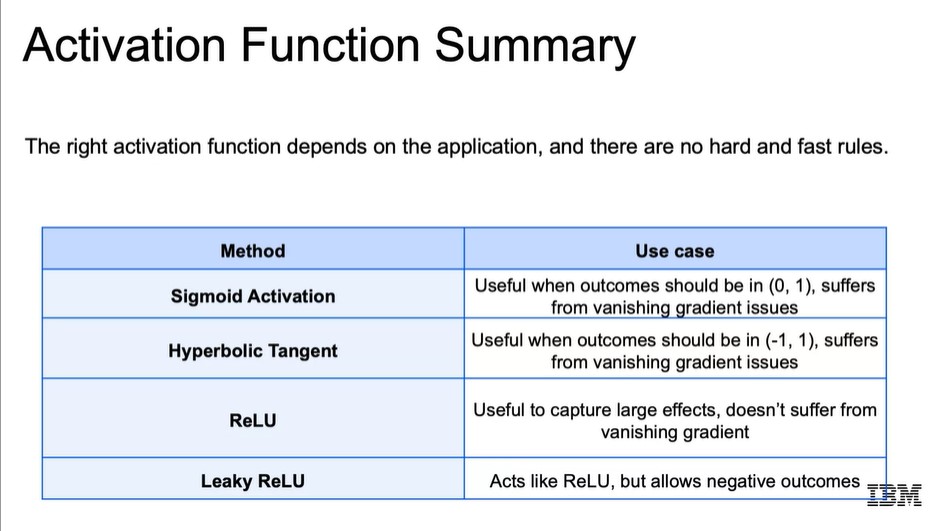 Activation Function Summary
The right activation function depends on the application, and there are no hard and fast rules.
Method
Use case
Sigmoid Activation
Useful when outcomes should be in (0, 1), suffers
from vanishing gradient issues
Hyperbolic Tangent
Useful when outcomes should be in (-1, 1), suffers
from vanishing gradient issues
ReLU
Useful to capture large effects, doesn’t suffer from
vanishing gradient
Leaky ReLU
Acts like ReLU, but allows negative outcomes
IBM